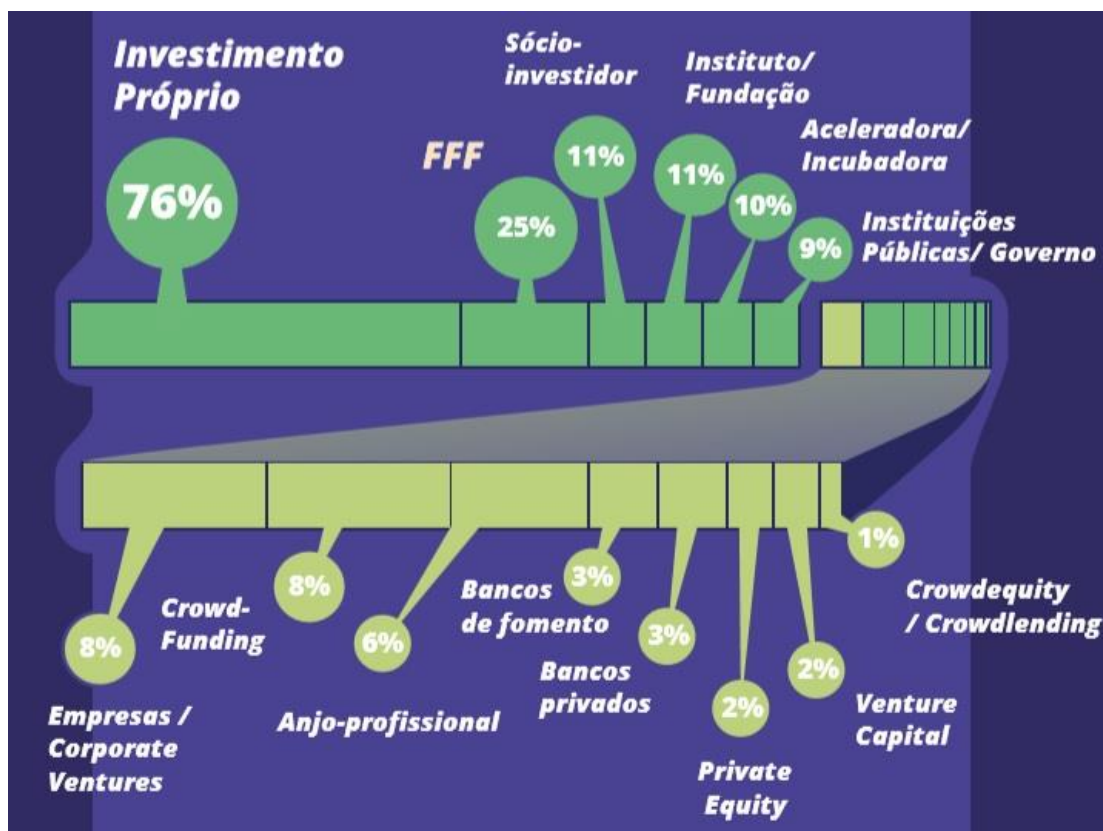 Investimento
Próprio
76%
FFF
25%
Sócio-
investidor
11%
Instituto/
Fundação
11%
Aceleradora/
Incubadora
10%
Instituições
Públicas/ Governo
9%
8%
Empresas /
Corporate
Ventures
Crowd-
Funding
8%
6%
Anjo-profissional
Bancos
de fomento
3%
Bancos
privados
3%
2%
Private
Equity
2%
Venture
Capital
1%
Crowdequity
/ Crowdlending